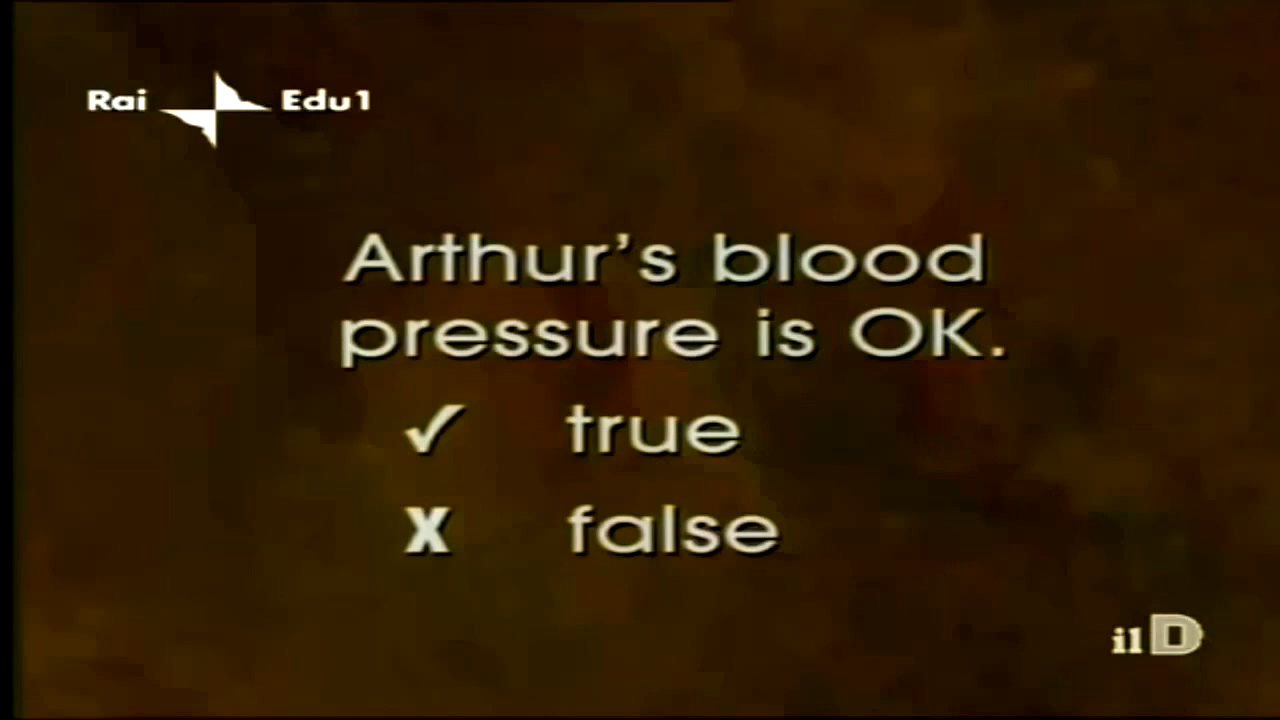 Rai Edu1
Arthur's blood
pressure is OK.
✓ true
X false
il D